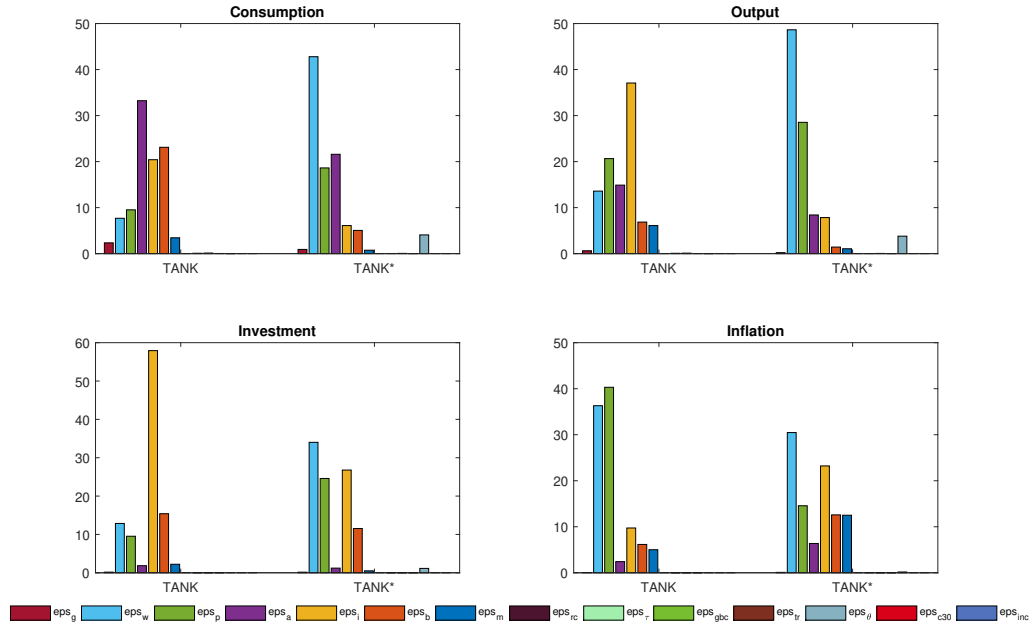 Consumption
50
40
30
20
10
0
TANK TANK*
Output
50
40
30
20
10
0
TANK TANK*
Investment
60
50
40
30
20
10
0
TANK TANK*
Inflation
50
40
30
20
10
0
TANK TANK*
eps_g eps_w eps_p eps_a eps_i eps_b eps_m eps_rc eps_τ eps_gbc eps_tr eps_θ eps_c30 eps_inc